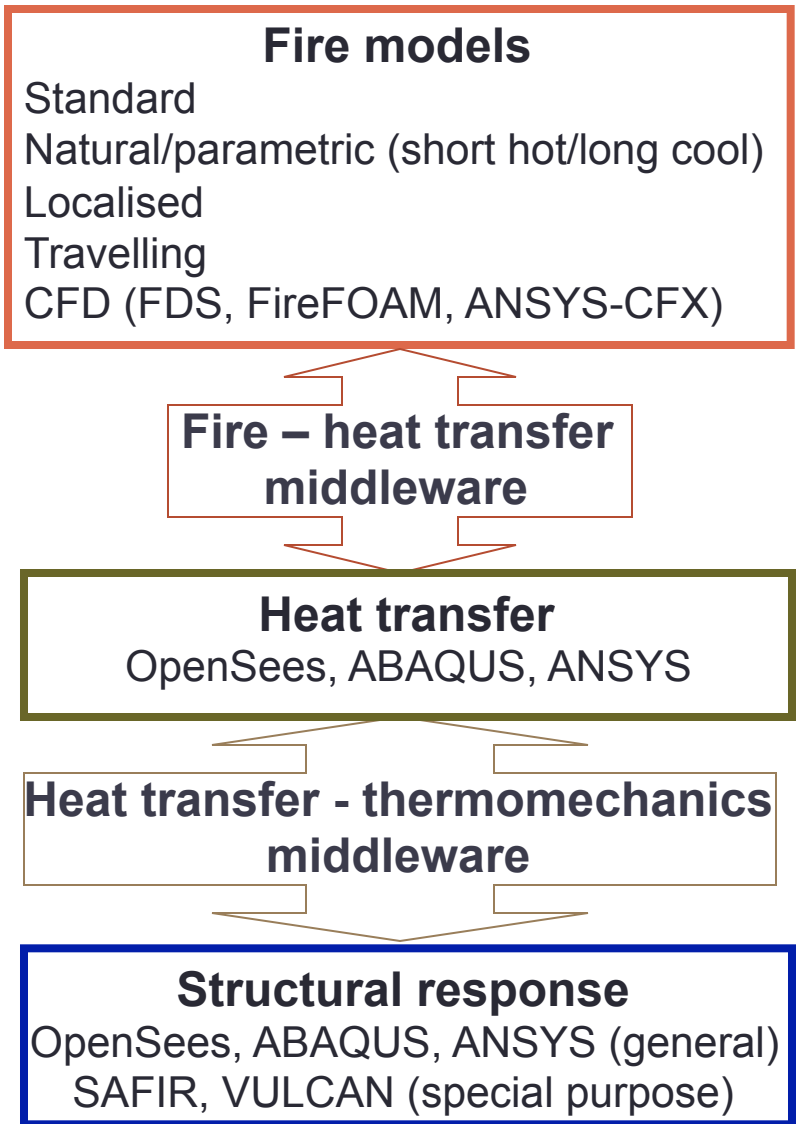 Fire models
Standard
Natural/parametric (short hot/long cool)
Localised
Travelling
CFD (FDS, FireFOAM, ANSYS-CFX)
Fire – heat transfer
middleware
Heat transfer
OpenSees, ABAQUS, ANSYS
Heat transfer - thermomechanics
middleware
Structural response
OpenSees, ABAQUS, ANSYS (general)
SAFIR, VULCAN (special purpose)